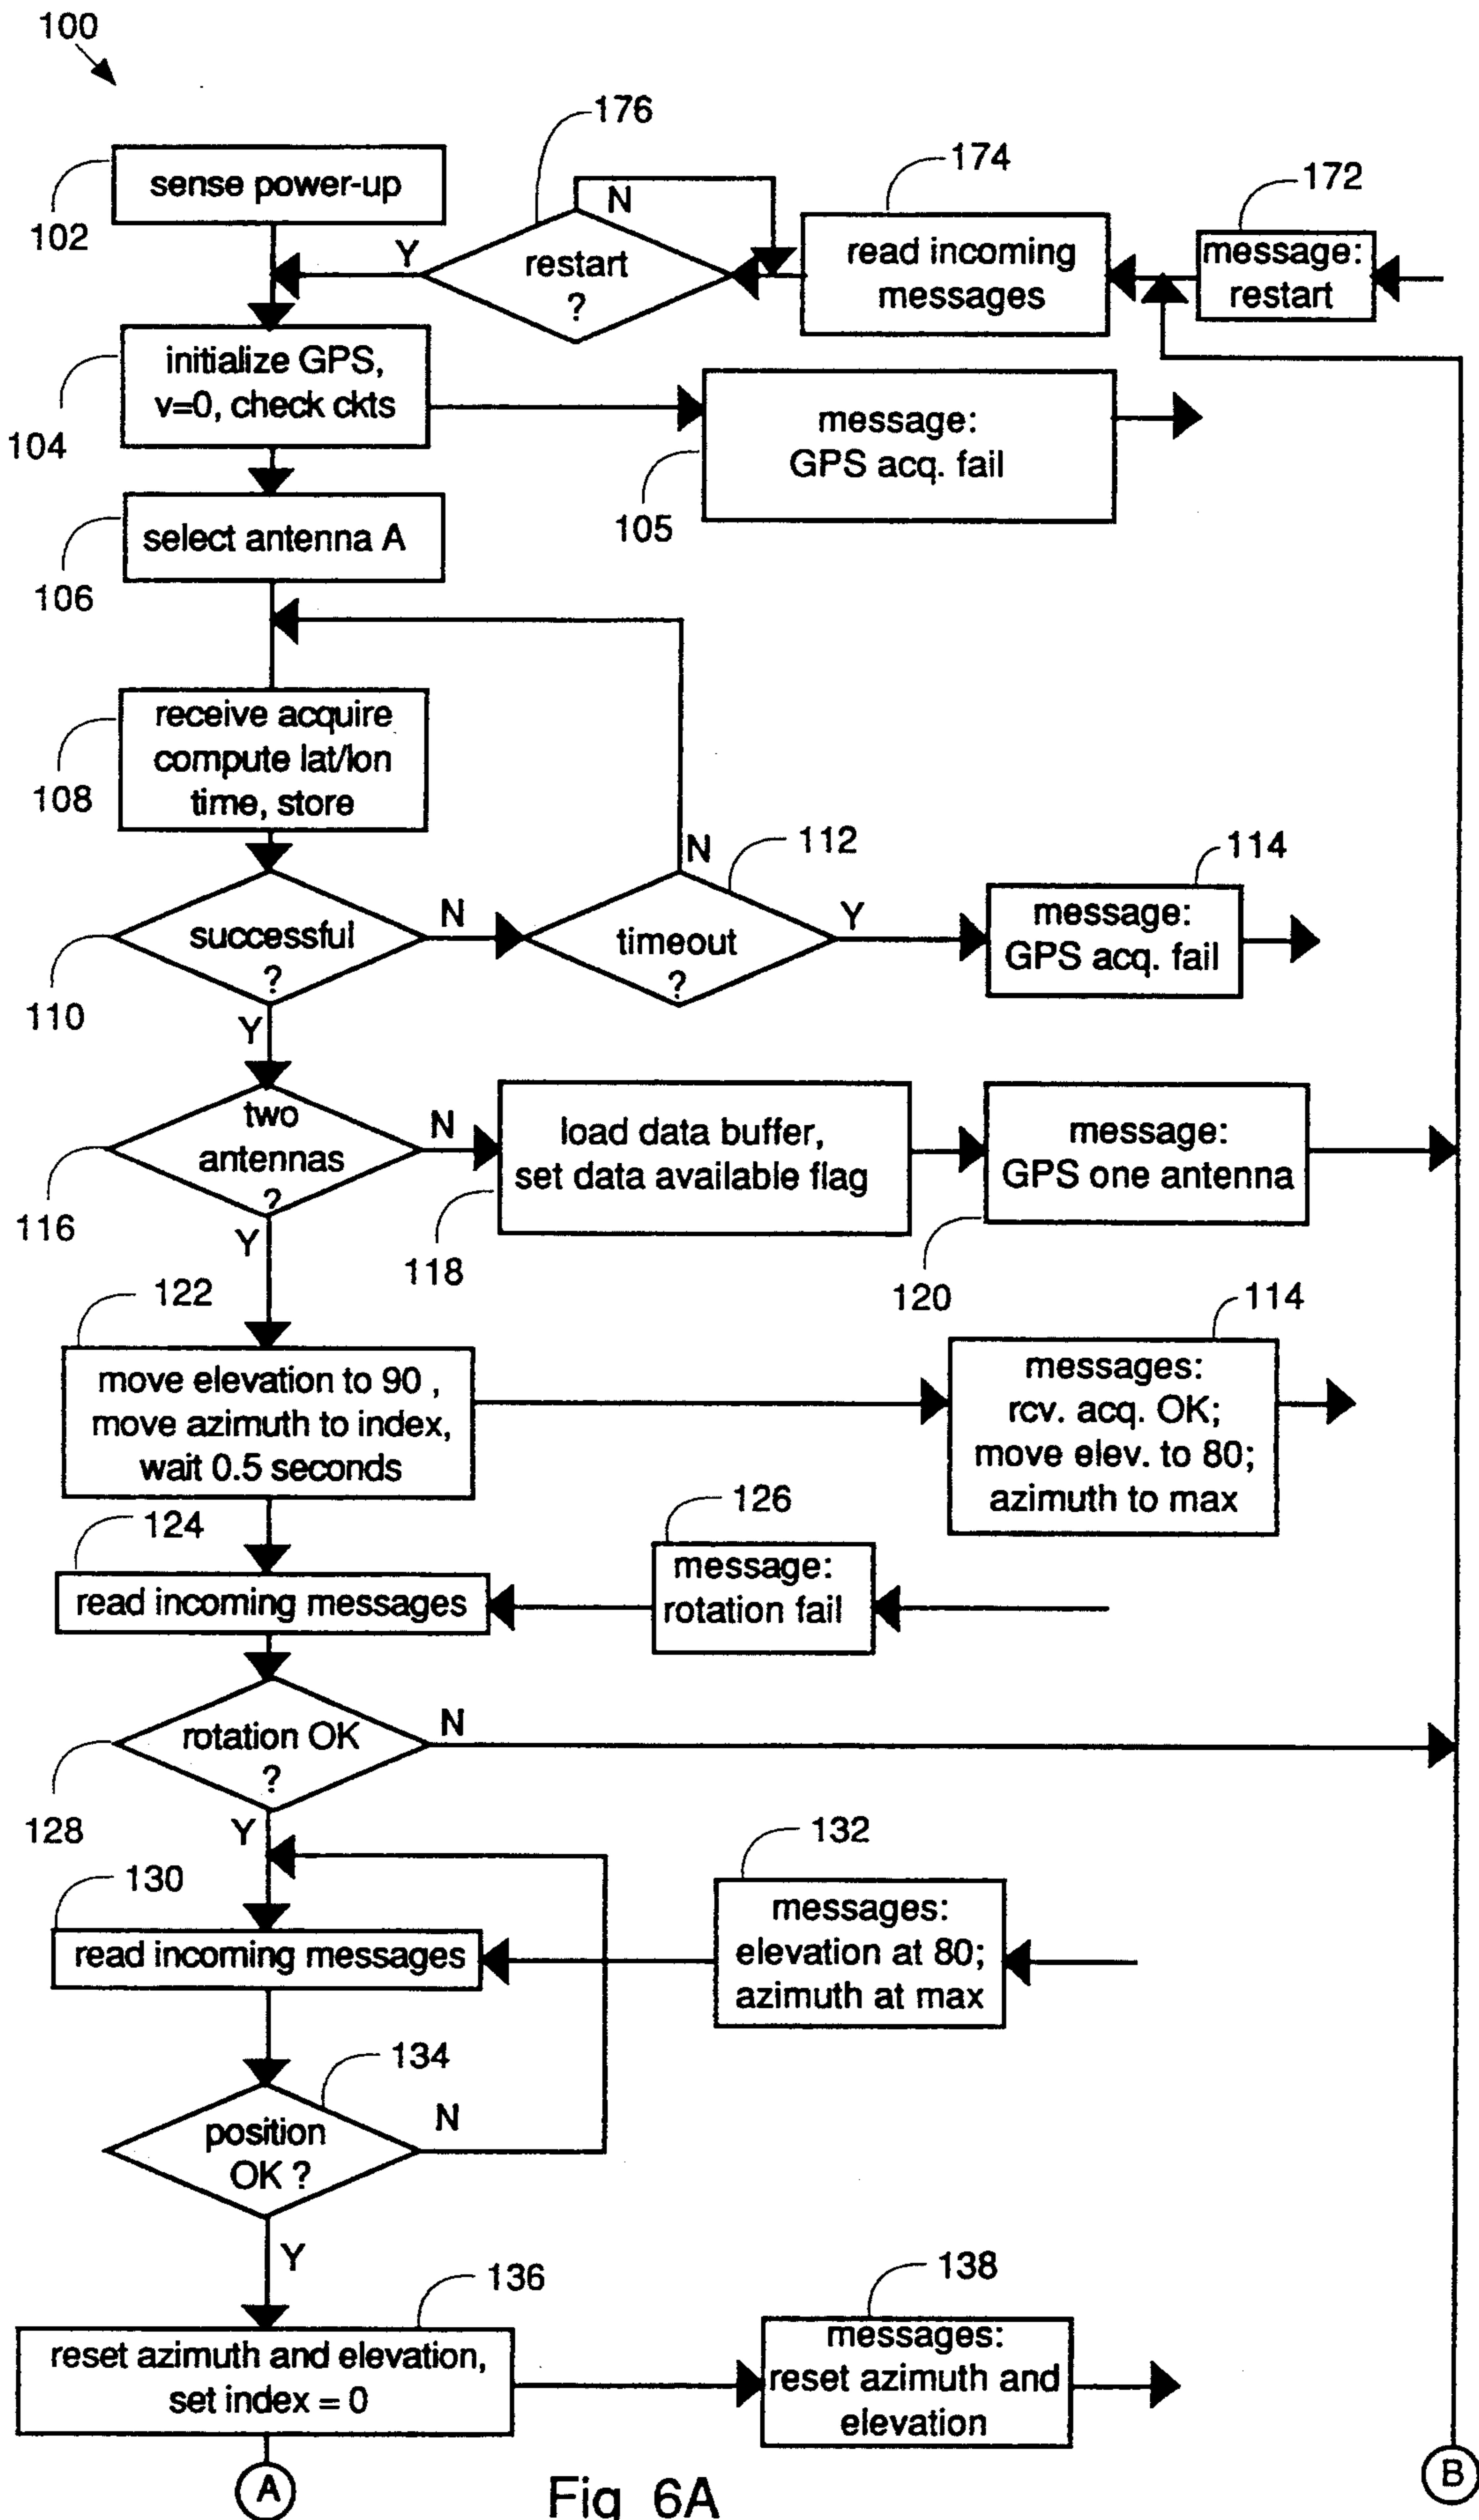 100
176
174
172
sense power-up
102
N
Y
restart
?
read incoming
messages
message:
restart
initialize GPS,
v=0, check ckts
104
message:
GPS acq. fail
105
select antenna A
106
receive acquire
compute lat/lon
time, store
108
N
112
114
successful
?
N
timeout
?
Y
message:
GPS acq. fail
110
Y
two
antennas
?
N
load data buffer,
set data available flag
message:
GPS one antenna
116
Y
118
120
122
114
move elevation to 90 ,
move azimuth to index,
wait 0.5 seconds
messages:
rcv. acq. OK;
move elev. to 80;
azimuth to max
124
126
read incoming messages
message:
rotation fail
rotation OK
?
N
128
Y
132
130
read incoming messages
messages:
elevation at 80;
azimuth at max
134
position
OK ?
N
Y
136
138
reset azimuth and elevation,
set index = 0
messages:
reset azimuth and
elevation
A
B
Fig 6A